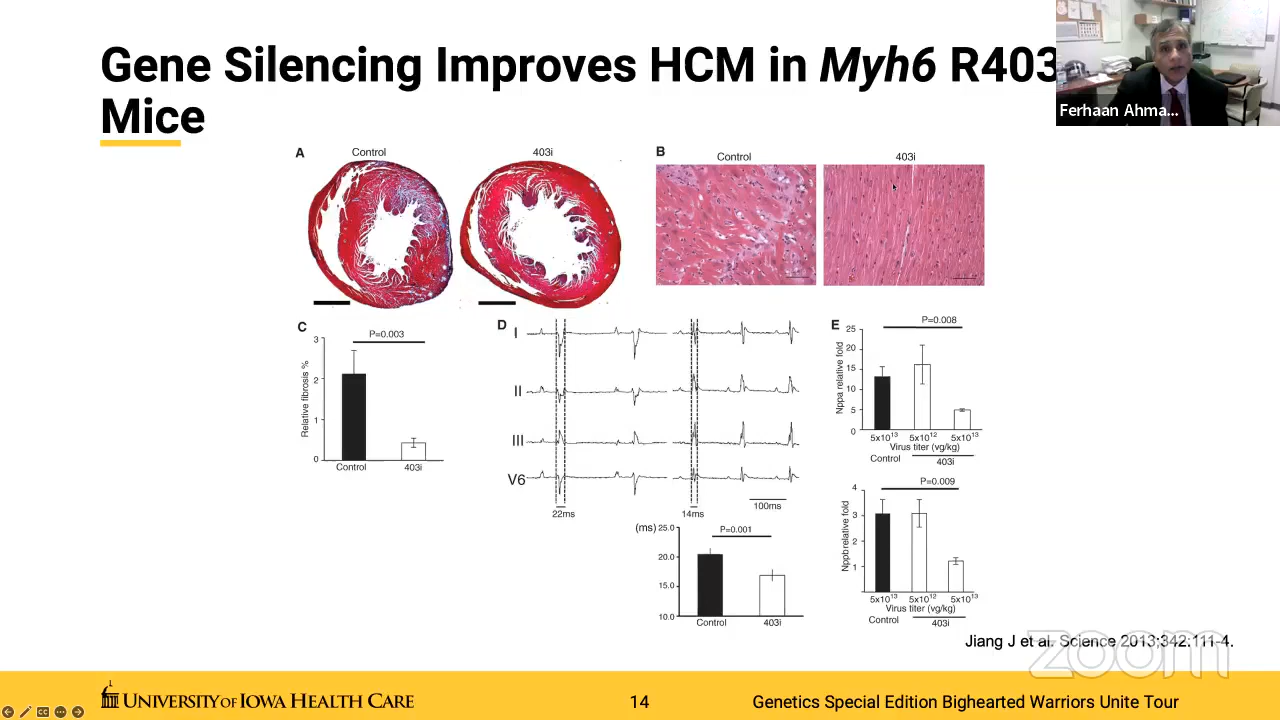 Gene Silencing Improves HCM in Myh6 R403
Mice
Ferhaan Ahma...
A
Control
403i
B
Control
403i
C
P=0.003
Relative fibrosis %
3
2
1
0
Control
403i
D
I
II
III
V6
22ms
14ms
100ms
(ms)
25.0
20.0
15.0
10.0
P=0.001
Control
403i
E
P=0.008
Nppa relative fold
25
20
15
10
5
0
5x10¹³ 5x10¹² 5x10¹³
Virus titer (vg/kg)
Control
403i
P=0.009
Nppb relative fold
4
3
2
1
5x10¹³ 5x10¹² 5x10¹³
Virus titer (vg/kg)
Control
403i
Jiang J et al. Science 2013;342:111-4.
zoom
UNIVERSITY OF IOWA HEALTH CARE
14
Genetics Special Edition Bighearted Warriors Unite Tour